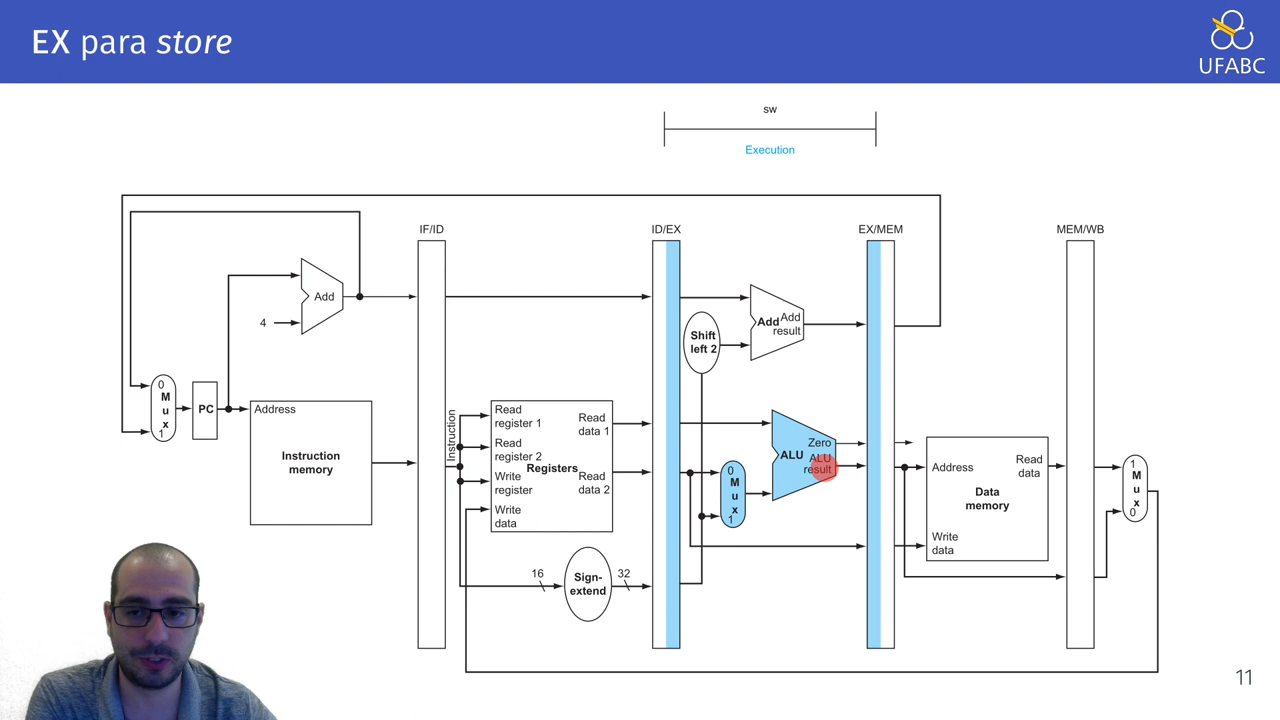 EX para store
UFABC
sw
Execution
IF/ID
ID/EX
EX/MEM
MEM/WB
Add
4
Shift
left 2
Add
Add
result
0
M
u
x
1
PC
Address
Instruction
memory
Instruction
Read
register 1
Read
register 2
Write
register
Write
data
Registers
Read
data 1
Read
data 2
16
Sign-
extend
32
0
M
u
x
1
ALU
Zero
ALU
result
Address
Write
data
Data
memory
Read
data
1
M
u
x
0
11